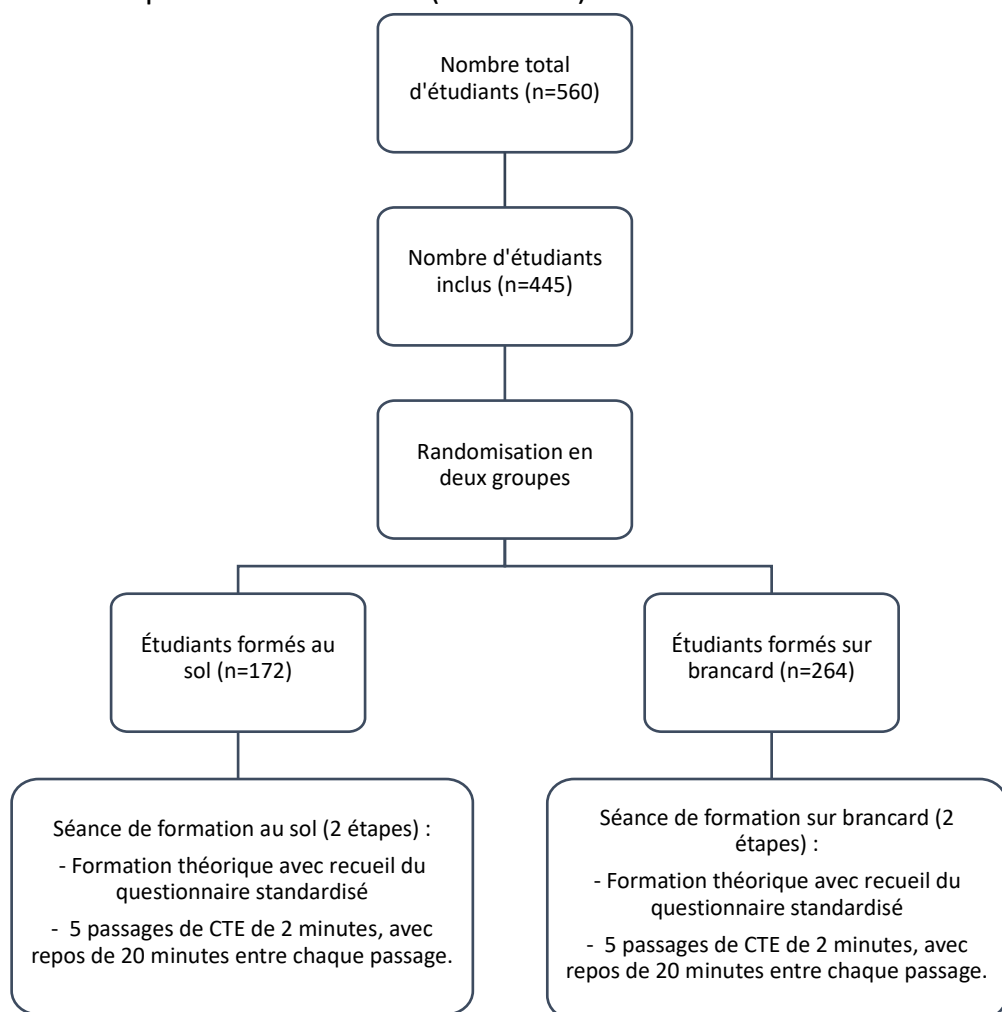 Nombre total
d'étudiants (n=560)
Nombre d'étudiants
inclus (n=445)
Randomisation en
deux groupes
Étudiants formés au
sol (n=172)
Étudiants formés sur
brancard (n=264)
Séance de formation au sol (2 étapes) :
- Formation théorique avec recueil du
questionnaire standardisé
- 5 passages de CTE de 2 minutes, avec
repos de 20 minutes entre chaque passage.
Séance de formation sur brancard (2
étapes) :
- Formation théorique avec recueil du
questionnaire standardisé
- 5 passages de CTE de 2 minutes, avec
repos de 20 minutes entre chaque passage.